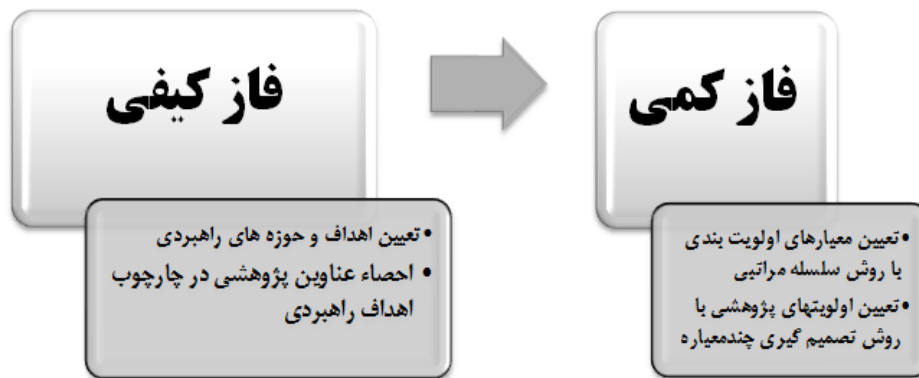 فاز کیفی
• تعیین اهداف و حوزه های راهبردی
• احصاء عناوین پژوهشی در چارچوب
اهداف راهبردی
فاز کمی
• تعیین معیارهای اولویت بندی
با روش سلسله مراتبی
• تعیین اولویتهای پژوهشی با
روش تصمیم گیری چندمعیاره